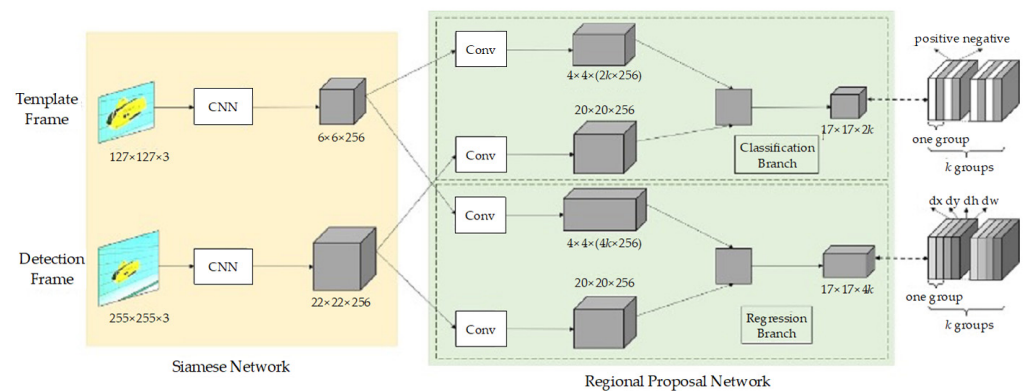 Template
Frame
127×127×3
CNN
6×6×256
Detection
Frame
255×255×3
CNN
22×22×256
Siamese Network
Conv
4×4×(2k×256)
20×20×256
Conv
Classification
Branch
17×17×2k
Conv
4×4×(4k×256)
20×20×256
Conv
Regression
Branch
17×17×4k
Regional Proposal Network
positive negative
one group
k groups
dx dy dh dw
one group
k groups